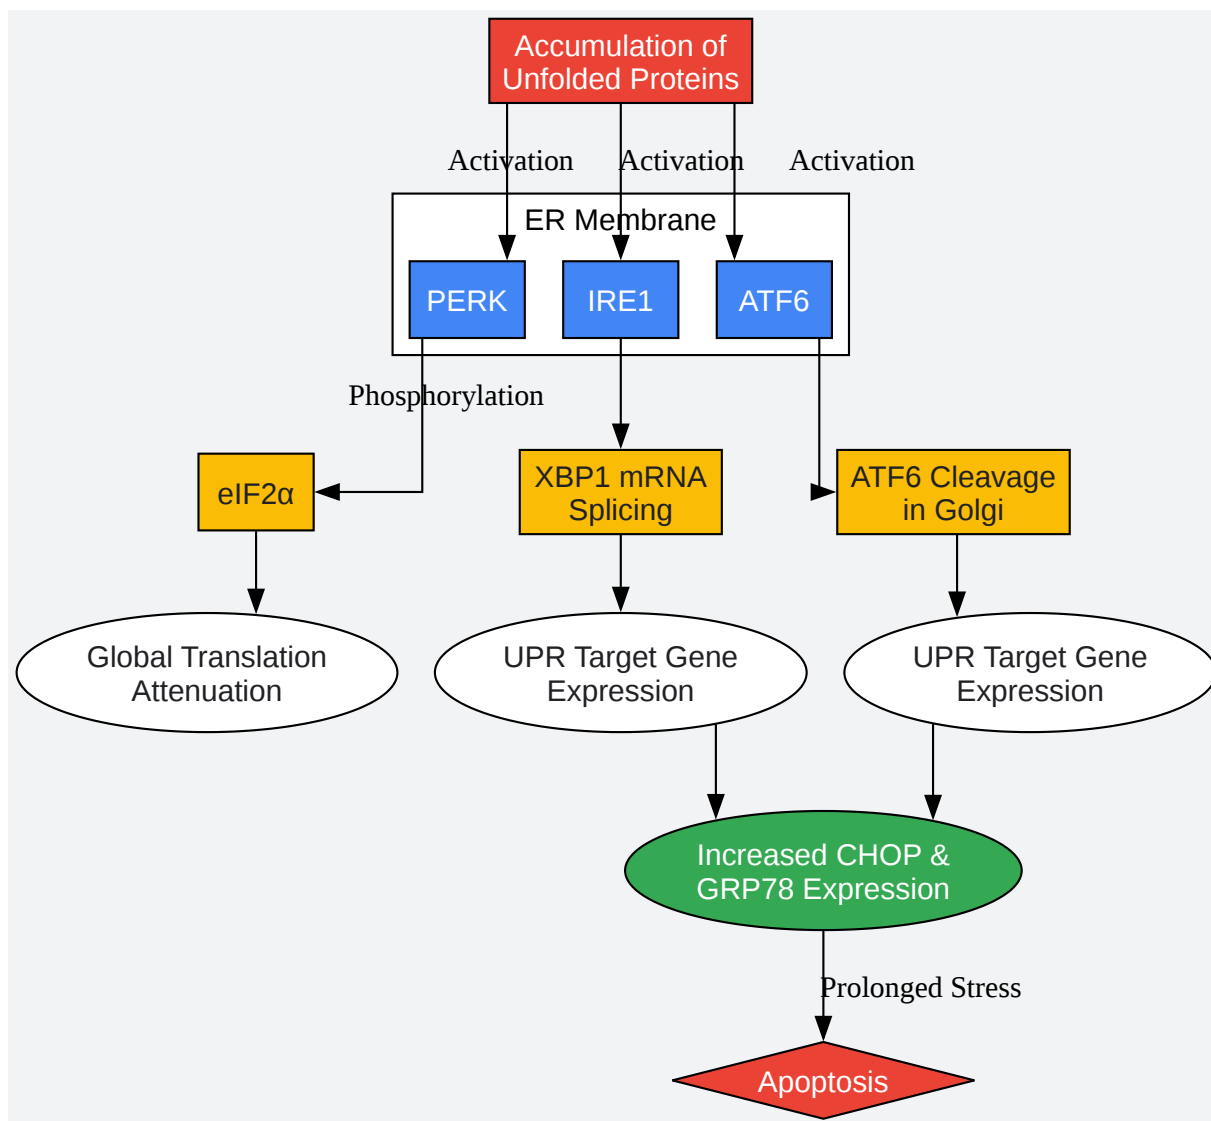 Accumulation of
Unfolded Proteins
Activation
Activation
Activation
ER Membrane
PERK
IRE1
ATF6
Phosphorylation
eIF2α
XBP1 mRNA
Splicing
ATF6 Cleavage
in Golgi
Global Translation
Attenuation
UPR Target Gene
Expression
UPR Target Gene
Expression
Increased CHOP &
GRP78 Expression
Prolonged Stress
Apoptosis